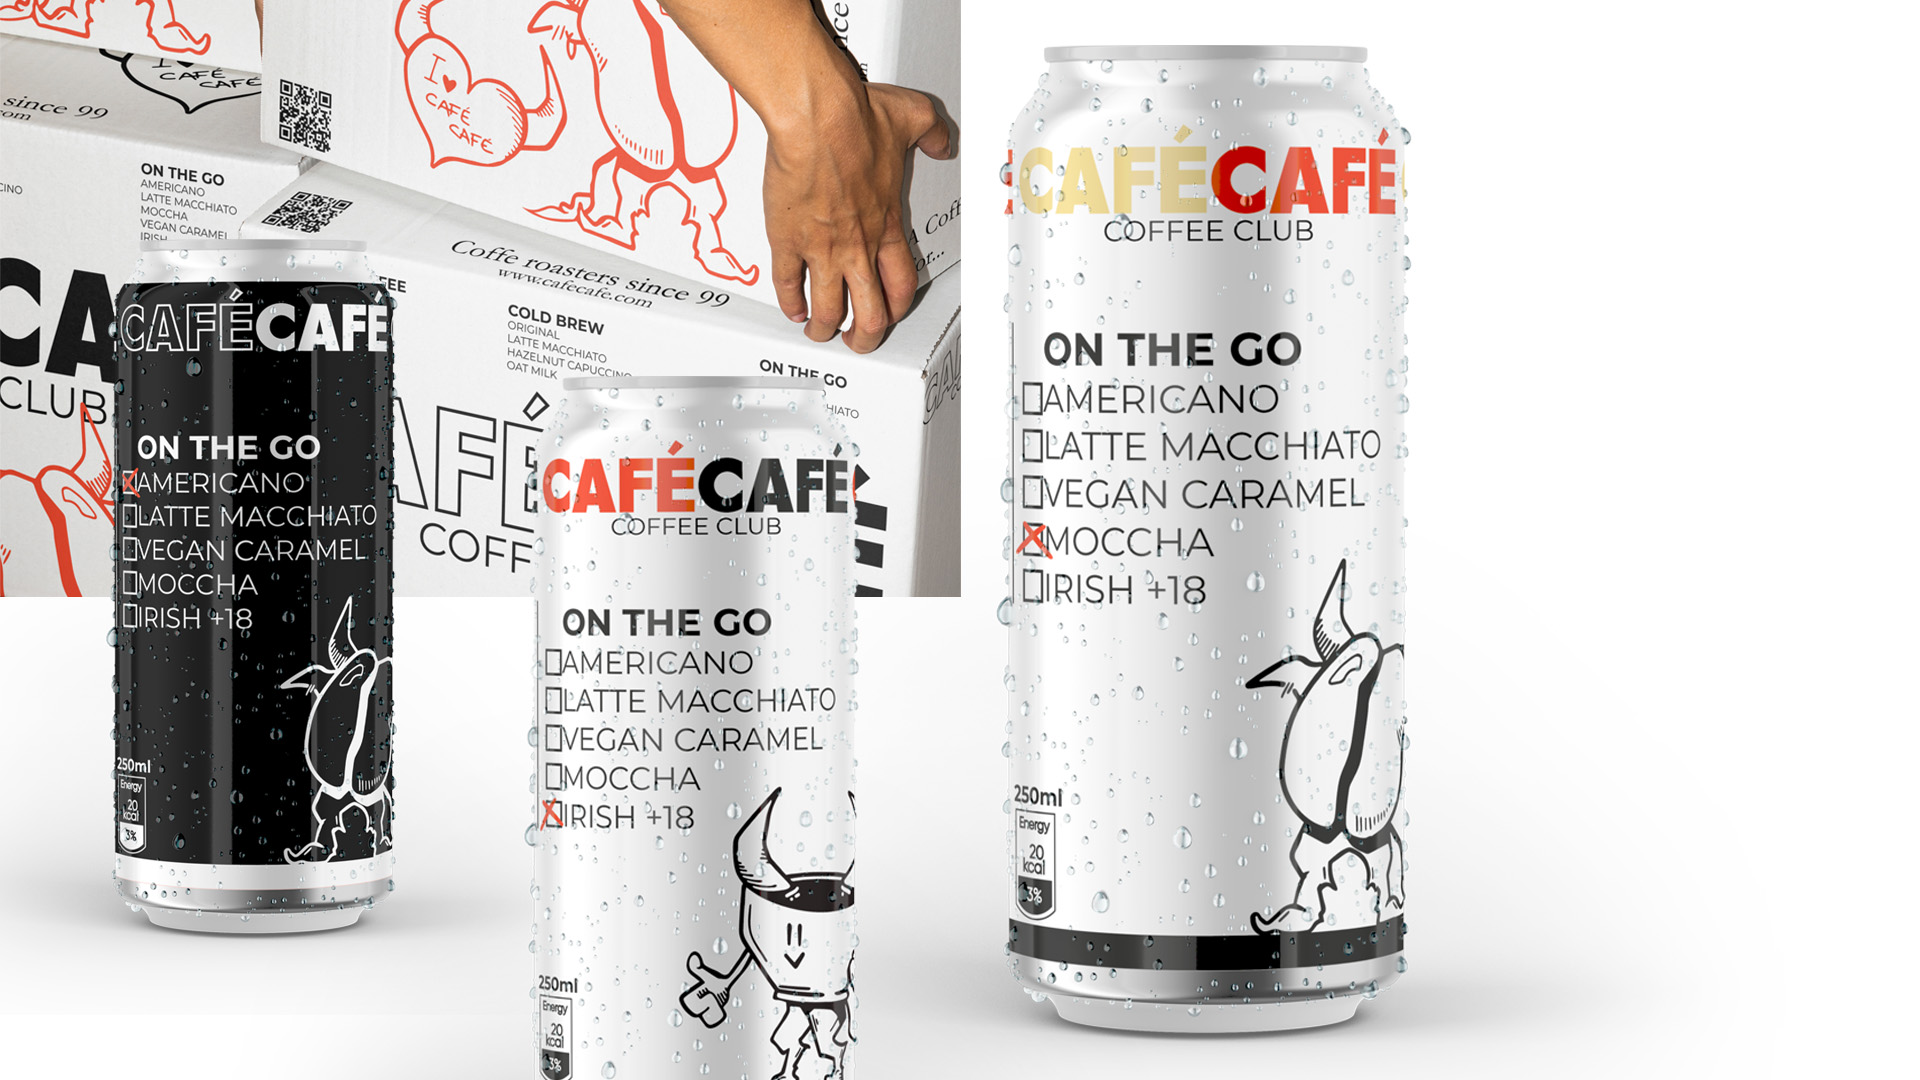 I ♥
CAFÉ
CAFÉ
I ♥
CAFÉ CAFÉ
since 99
ON THE GO
AMERICANO
LATTE MACCHIATO
MOCCHA
VEGAN CARAMEL
IRISH
Coffe roasters since 99
www.cafecafe.com
COLD BREW
ORIGINAL
LATTE MACCHIATO
HAZELNUT CAPUCCINO
OAT MILK
ON THE GO
CLUB
CAFÉCAFÉ
ON THE GO
AMERICANO
LATTE MACCHIATO
VEGAN CARAMEL
MOCCHA
IRISH +18
250ml
Energy
20
kcal
3%
CAFÉCAFÉ
COFFEE CLUB
ON THE GO
AMERICANO
LATTE MACCHIATO
VEGAN CARAMEL
MOCCHA
IRISH +18
250ml
Energy
20
kcal
3%
CAFÉCAFÉ
COFFEE CLUB
ON THE GO
AMERICANO
LATTE MACCHIATO
VEGAN CARAMEL
MOCCHA
IRISH +18
250ml
Energy
20
kcal
3%